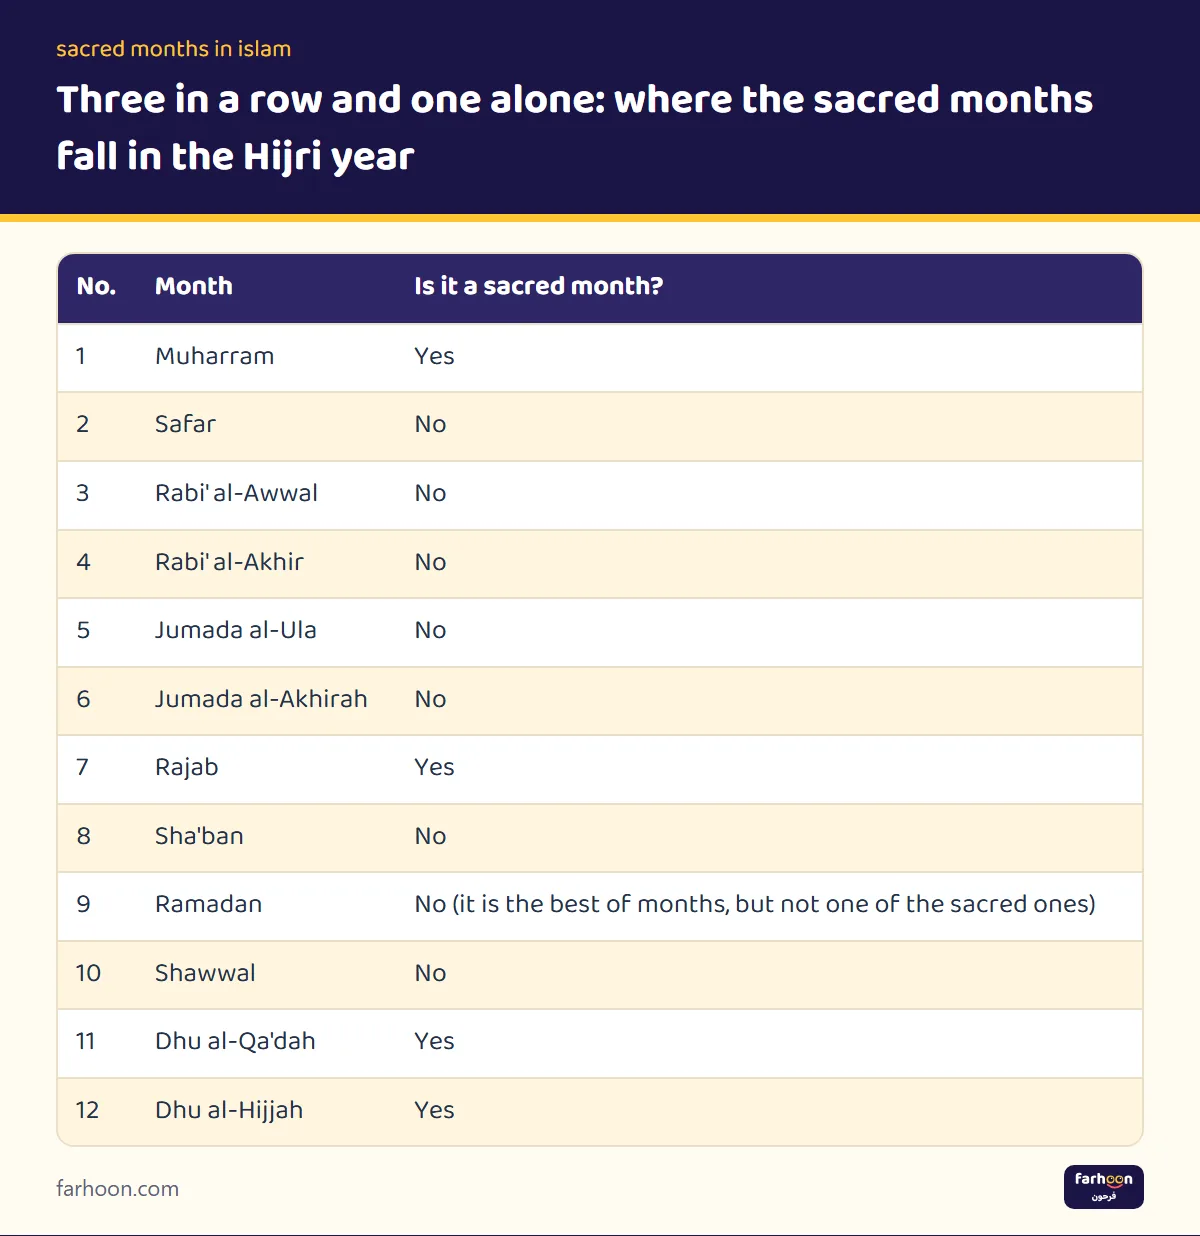 sacred months in islam
Three in a row and one alone: where the sacred months
fall in the Hijri year
No. Month Is it a sacred month?
1 Muharram Yes
2 Safar No
3 Rabi' al-Awwal No
4 Rabi' al-Akhir No
5 Jumada al-Ula No
6 Jumada al-Akhirah No
7 Rajab Yes
8 Sha'ban No
9 Ramadan No (it is the best of months, but not one of the sacred ones)
10 Shawwal No
11 Dhu al-Qa'dah Yes
12 Dhu al-Hijjah Yes
farhoon.com
farhoon
فرحون